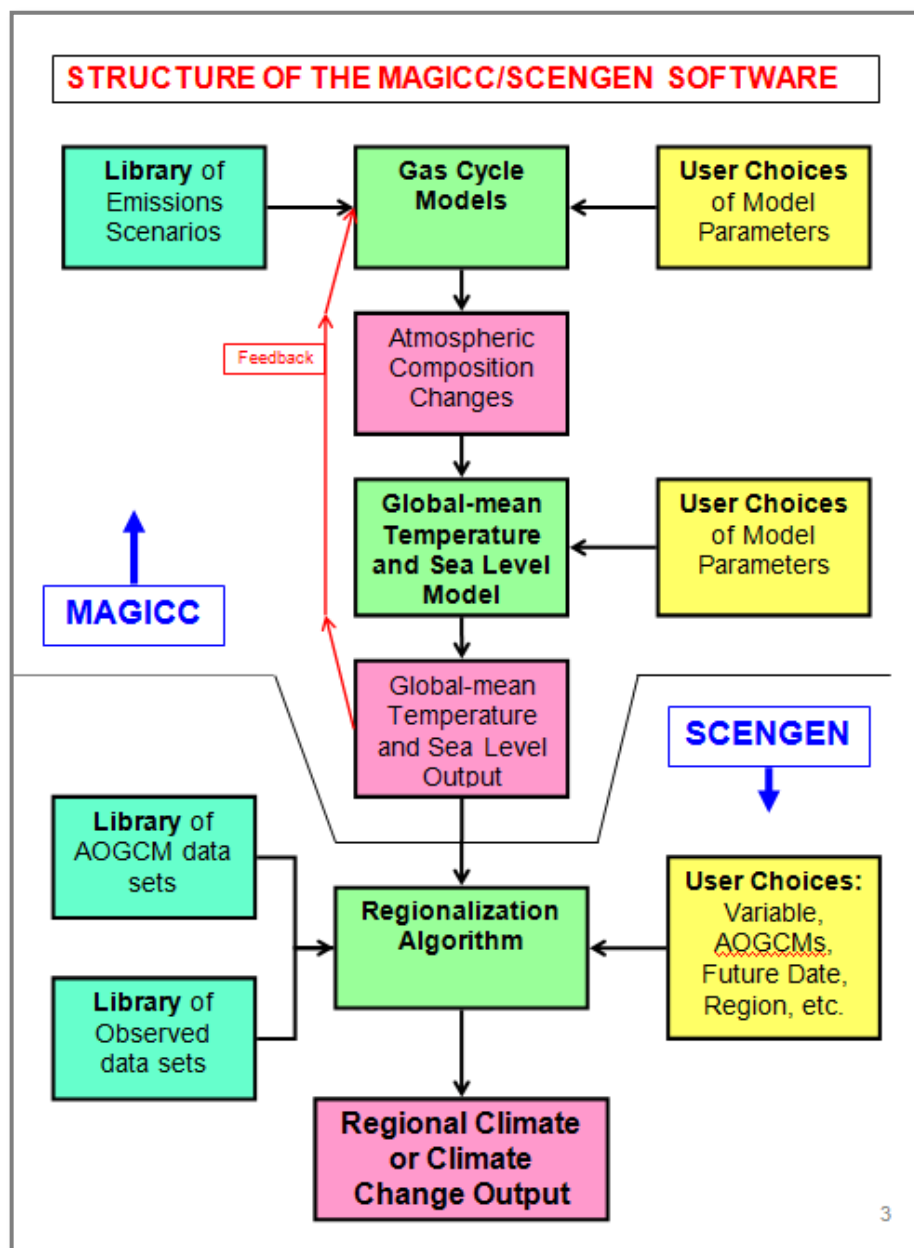 STRUCTURE OF THE MAGICC/SCENGEN SOFTWARE
Library of
Emissions
Scenarios
Gas Cycle
Models
User Choices
of Model
Parameters
Feedback
Atmospheric
Composition
Changes
Global-mean
Temperature
and Sea Level
Model
User Choices
of Model
Parameters
MAGICC
Global-mean
Temperature
and Sea Level
Output
SCENGEN
Library of
AOGCM data
sets
Regionalization
Algorithm
User Choices:
Variable,
AOGCMs,
Future Date,
Region, etc.
Library of
Observed
data sets
Regional Climate
or Climate
Change Output
3